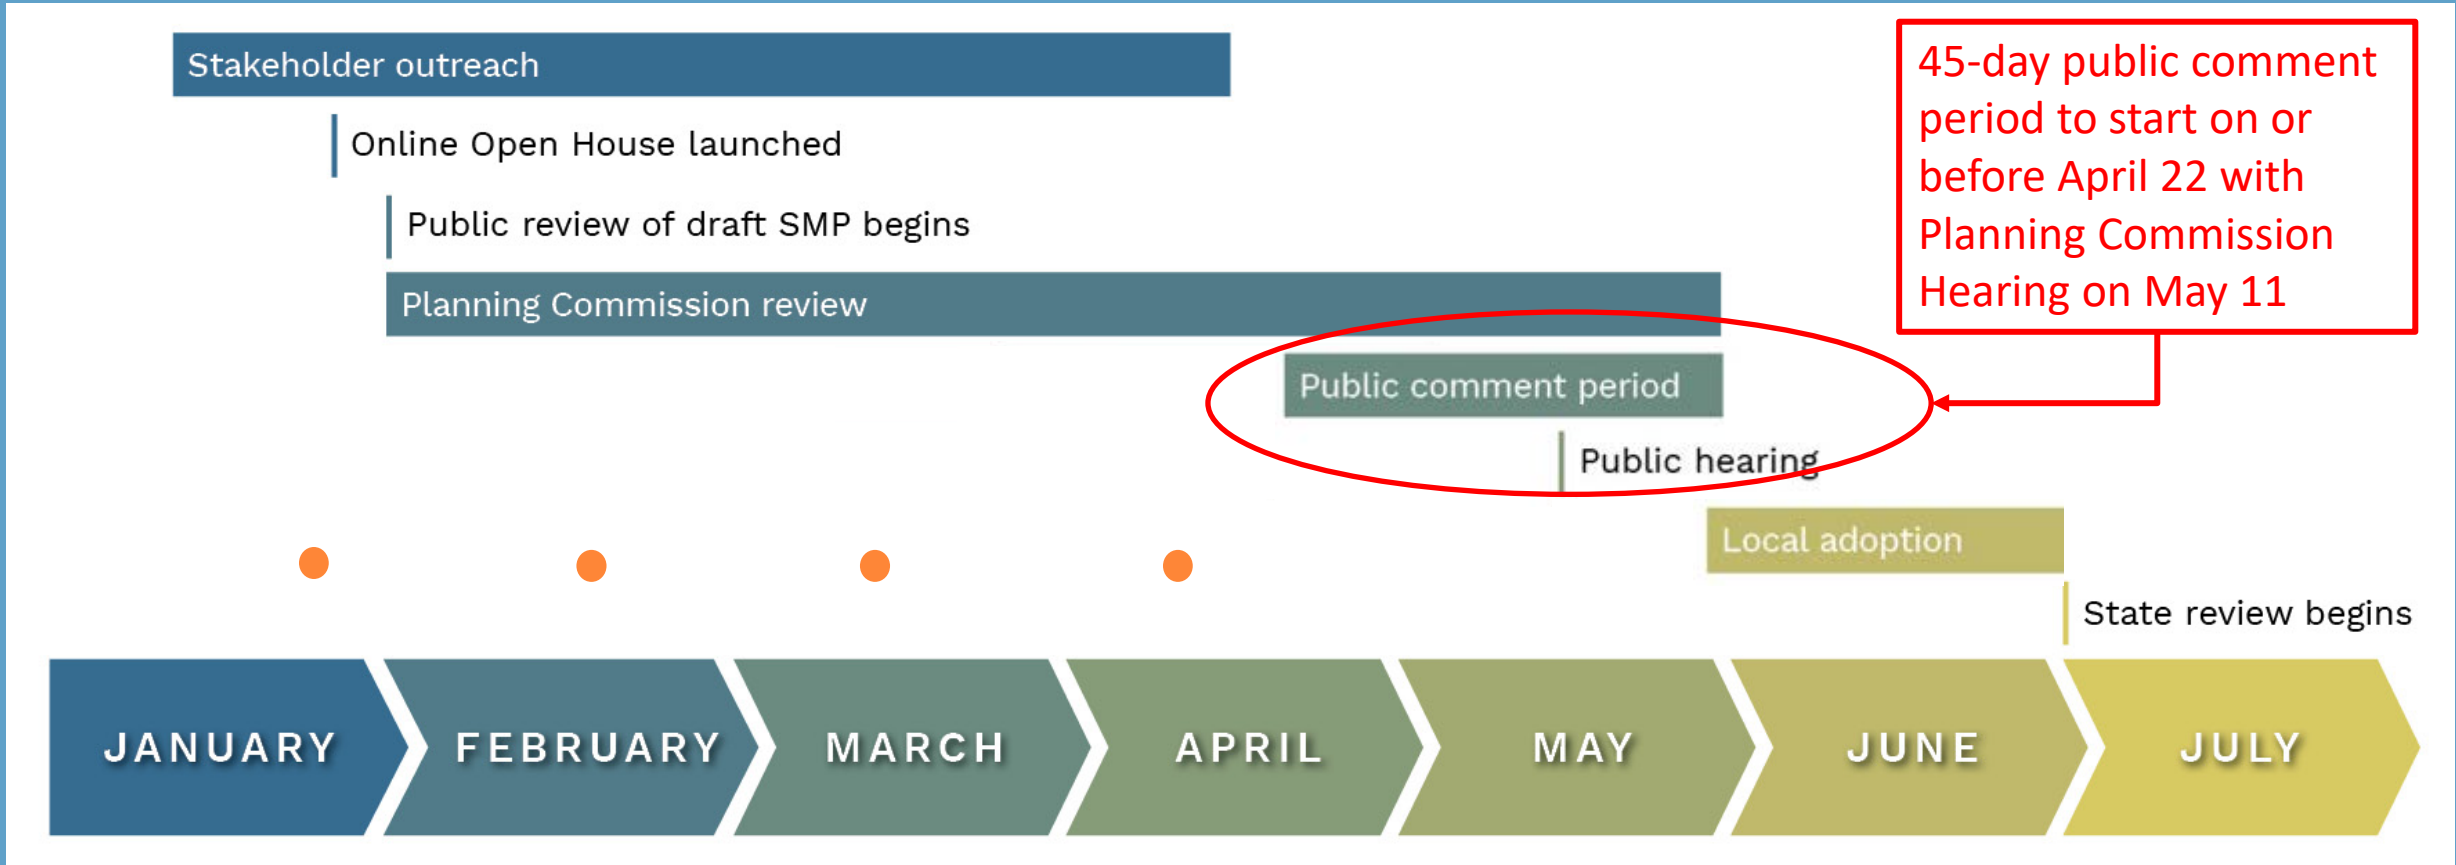 Stakeholder outreach
Online Open House launched
Public review of draft SMP begins
Planning Commission review
Public comment period
Public hearing
Local adoption
State review begins
45-day public comment
period to start on or
before April 22 with
Planning Commission
Hearing on May 11
JANUARY
FEBRUARY
MARCH
APRIL
MAY
JUNE
JULY